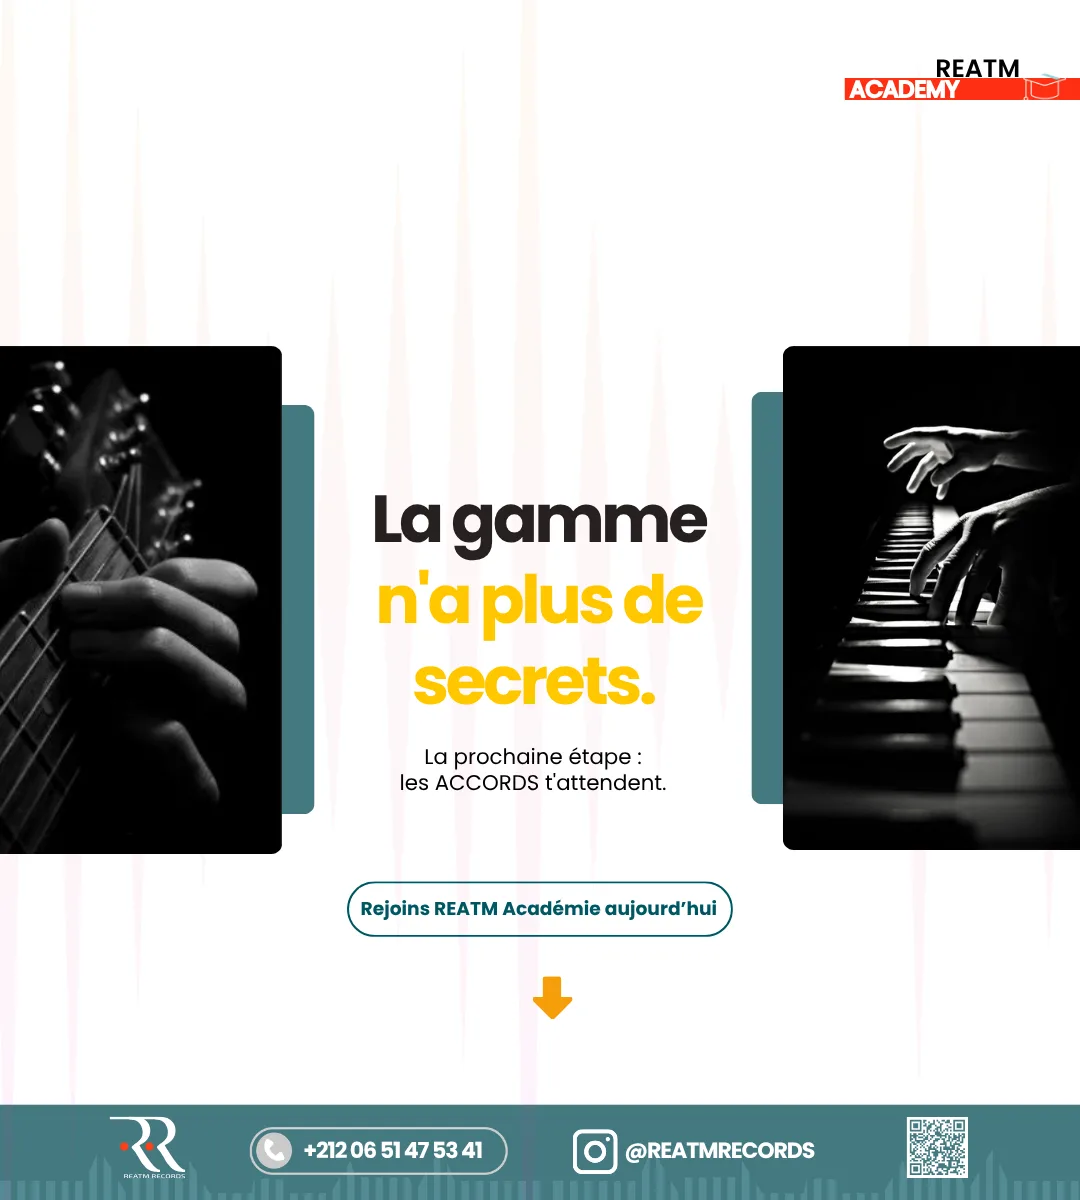 REATM
ACADEMY
La gamme
n'a plus de
secrets.
La prochaine étape :
les ACCORDS t'attendent.
Rejoins REATM Académie aujourd’hui
RR
REATM RECORDS
+212 06 51 47 53 41
@REATMRECORDS